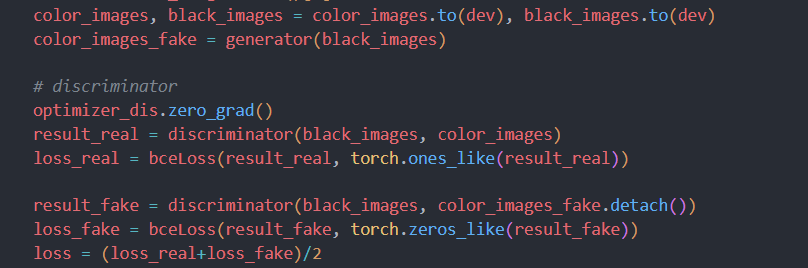 color_images, black_images = color_images.to(dev), black_images.to(dev)
color_images_fake = generator(black_images)
# discriminator
optimizer_dis.zero_grad()
result_real = discriminator(black_images, color_images)
loss_real = bceLoss(result_real, torch.ones_like(result_real))
result_fake = discriminator(black_images, color_images_fake.detach())
loss_fake = bceLoss(result_fake, torch.zeros_like(result_fake))
loss = (loss_real+loss_fake)/2